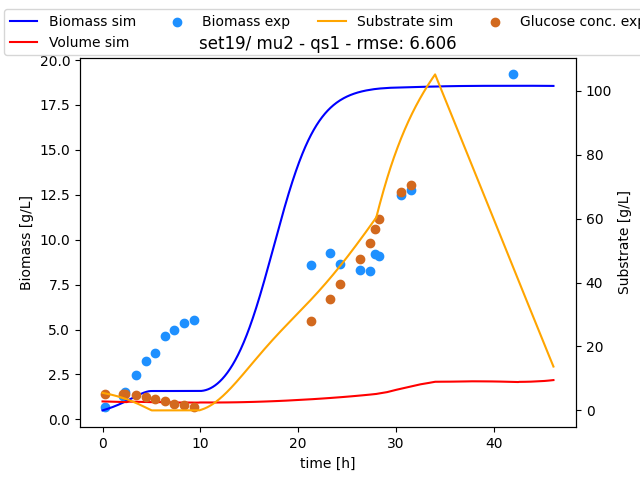 Biomass sim Biomass exp Substrate sim Glucose conc. exp
Volume sim
set19/ mu2 - qs1 - rmse: 6.606
20.0
17.5
15.0
12.5
10.0
7.5
5.0
2.5
0.0
Biomass [g/L]
100
80
60
40
20
0
Substrate [g/L]
0 10 20 30 40
time [h]